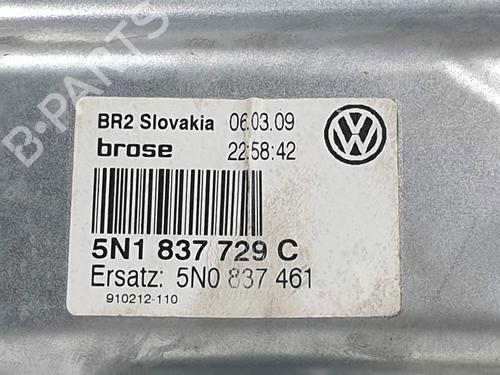 B-PARTS
BR2 Slovakia 06.03.09
brose 22:58:42
5N1 837 729 C
Ersatz: 5N0 837 461
910212-110